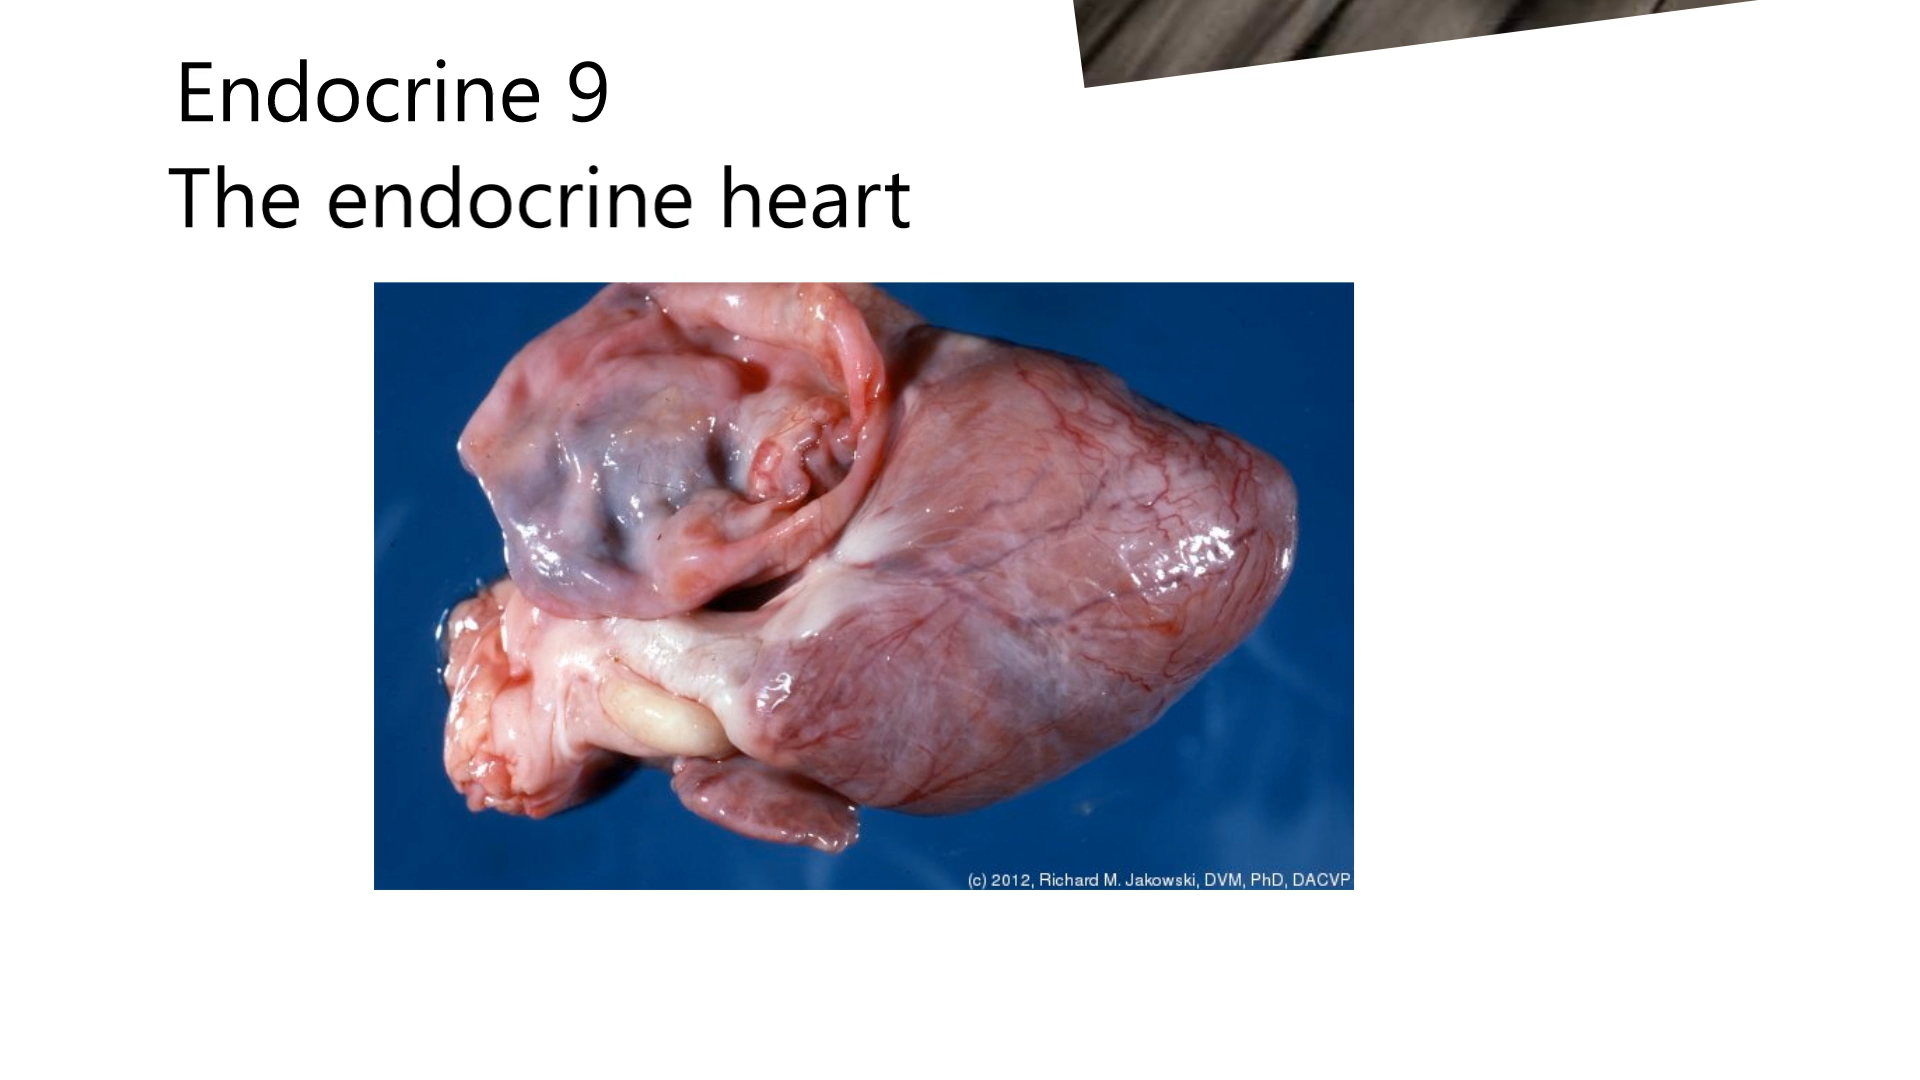 Endocrine 9
The endocrine heart
(c) 2012, Richard M. Jakowski, DVM, PhD, DACVP